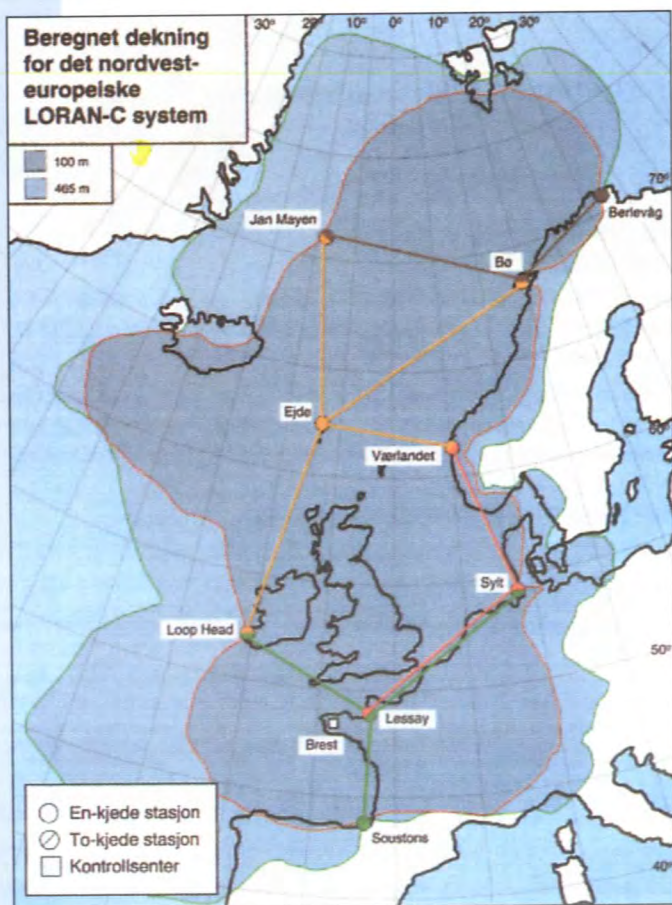 Beregnet dekning
for det nordvest-
europeiske
LORAN-C system
100 m
465 m
30° 20° 10° 0° 10° 20° 30°
70°
Jan Mayen
Berlevåg
Bø
Ejde
Værlandet
Sylt
Loop Head
50°
Lessay
Brest
En-kjede stasjon
To-kjede stasjon
Kontrollsenter
Soustons
40°